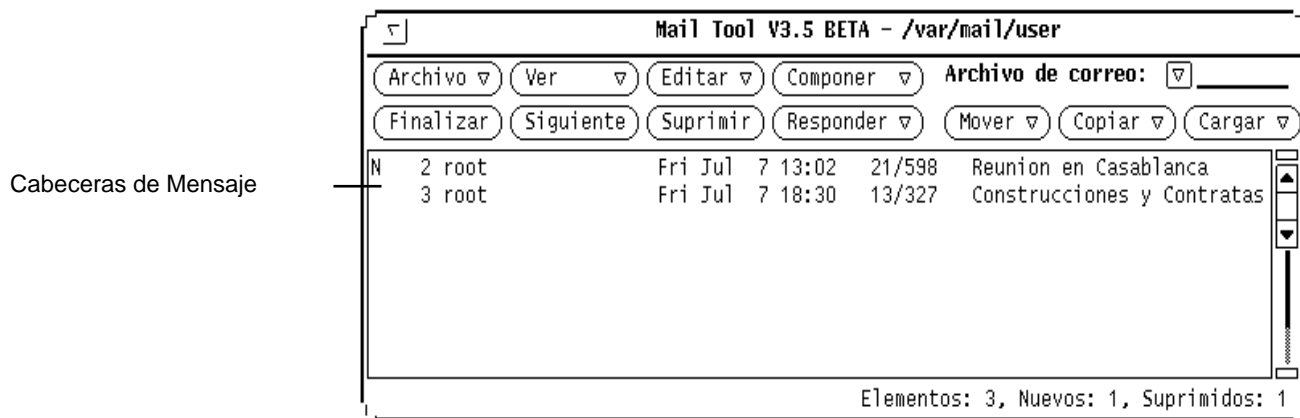 Mail Tool V3.5 BETA - /var/mail/user
Archivo Ver Editar Componer Archivo de correo:
Finalizar Siguiente Suprimir Responder Mover Copiar Cargar
N 2 root Fri Jul 7 13:02 21/598 Reunion en Casablanca
Cabeceras de Mensaje
3 root Fri Jul 7 18:30 13/327 Construcciones y Contratas
Elementos: 3, Nuevos: 1, Suprimidos: 1